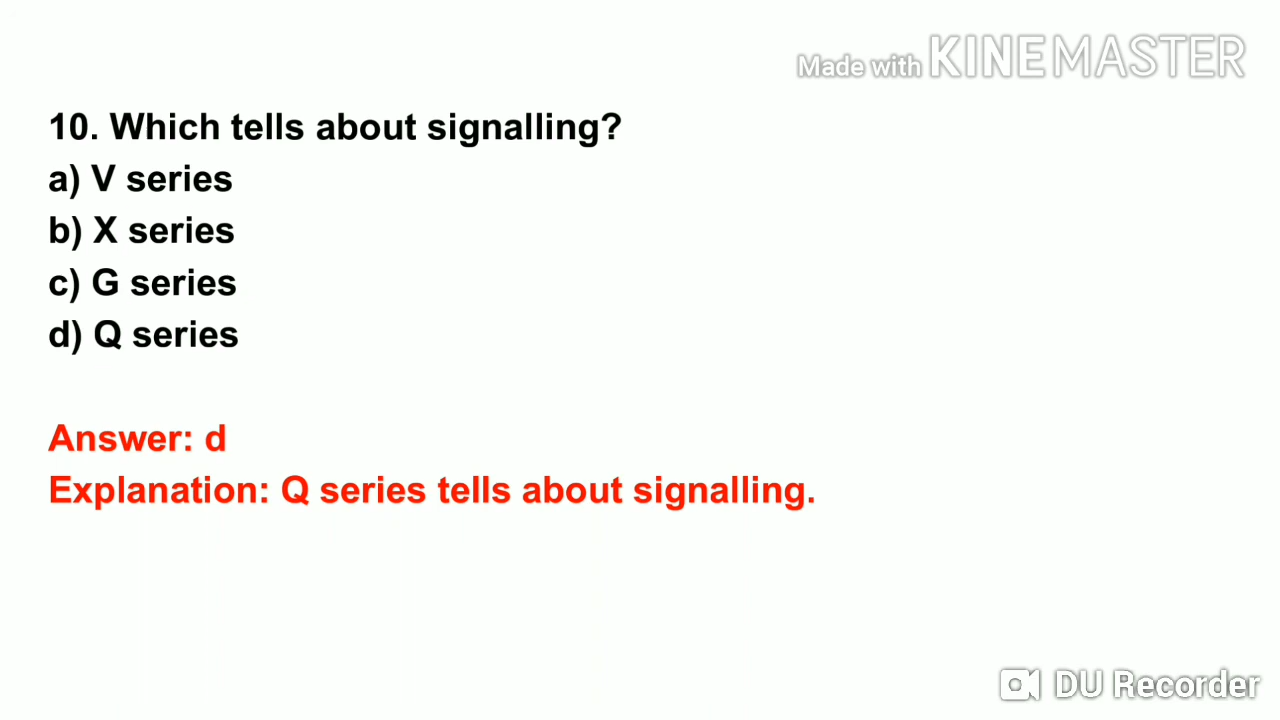 Made with KINEMASTER
10. Which tells about signalling?
a) V series
b) X series
c) G series
d) Q series
Answer: d
Explanation: Q series tells about signalling.
DU Recorder